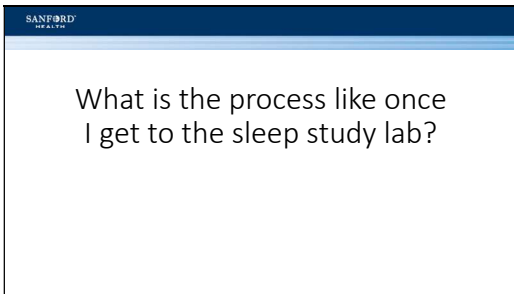 SANFORD
HEALTH
What is the process like once
I get to the sleep study lab?